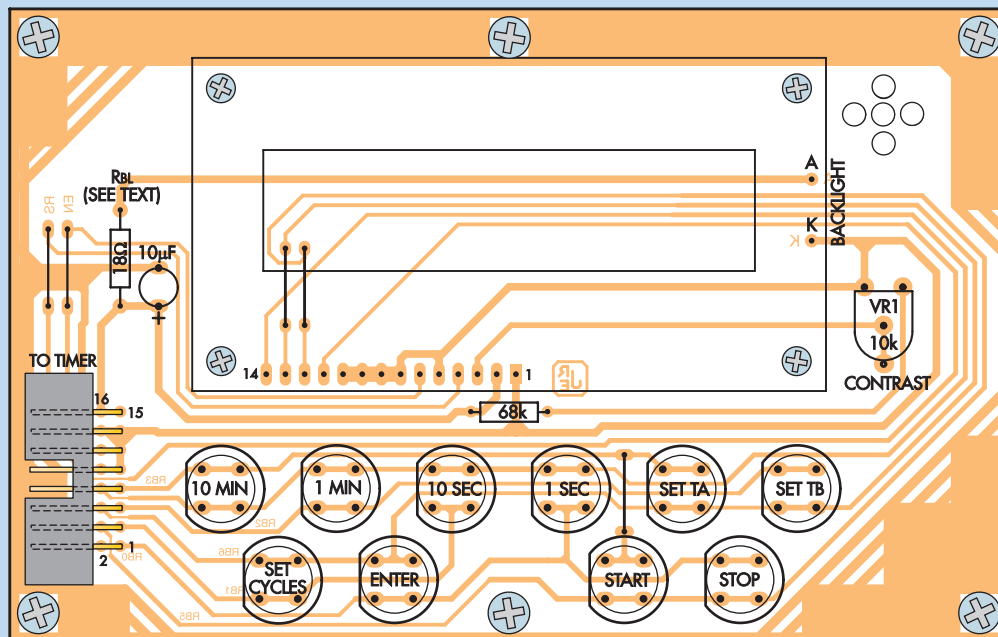 RBL
(SEE TEXT)
RS
EN
18Ω
10µF
+
A
K
K
BACKLIGHT
VR1
10k
CONTRAST
TO TIMER
14
1
JR
JE
68k
16
15
RB3
10 MIN
1 MIN
10 SEC
1 SEC
SET TA
SET TB
RB2
1
2
RB0
RB6
SET
CYCLES
ENTER
START
STOP
RB1
RB5